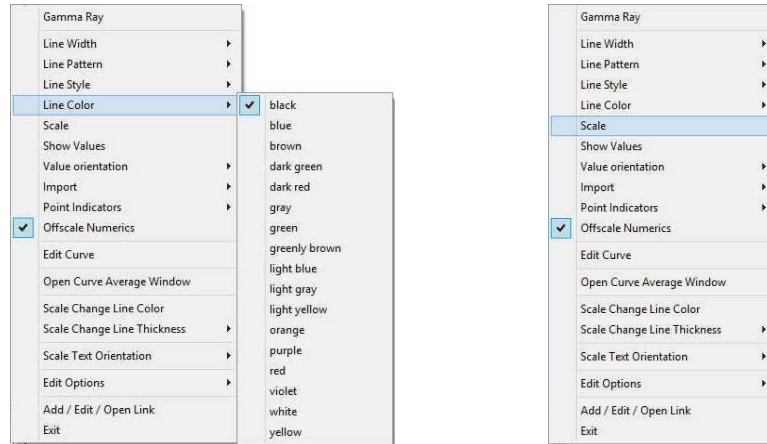 Gamma Ray
Line Width
Line Pattern
Line Style
Line Color
Scale
Show Values
Value orientation
Import
Point Indicators
Offscale Numerics
Edit Curve
Open Curve Average Window
Scale Change Line Color
Scale Change Line Thickness
Scale Text Orientation
Edit Options
Add / Edit / Open Link
Exit
black
blue
brown
dark green
dark red
gray
green
greenly brown
light blue
light gray
light yellow
orange
purple
red
violet
white
yellow
Gamma Ray
Line Width
Line Pattern
Line Style
Line Color
Scale
Show Values
Value orientation
Import
Point Indicators
Offscale Numerics
Edit Curve
Open Curve Average Window
Scale Change Line Color
Scale Change Line Thickness
Scale Text Orientation
Edit Options
Add / Edit / Open Link
Exit